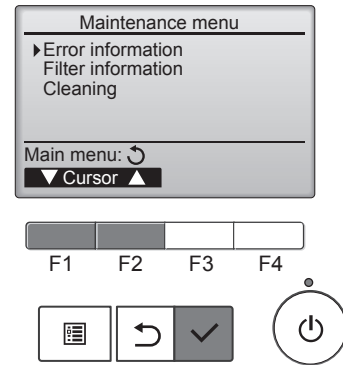 Maintenance menu
Error information
Filter information
Cleaning
Main menu:
Cursor
F1 F2 F3 F4